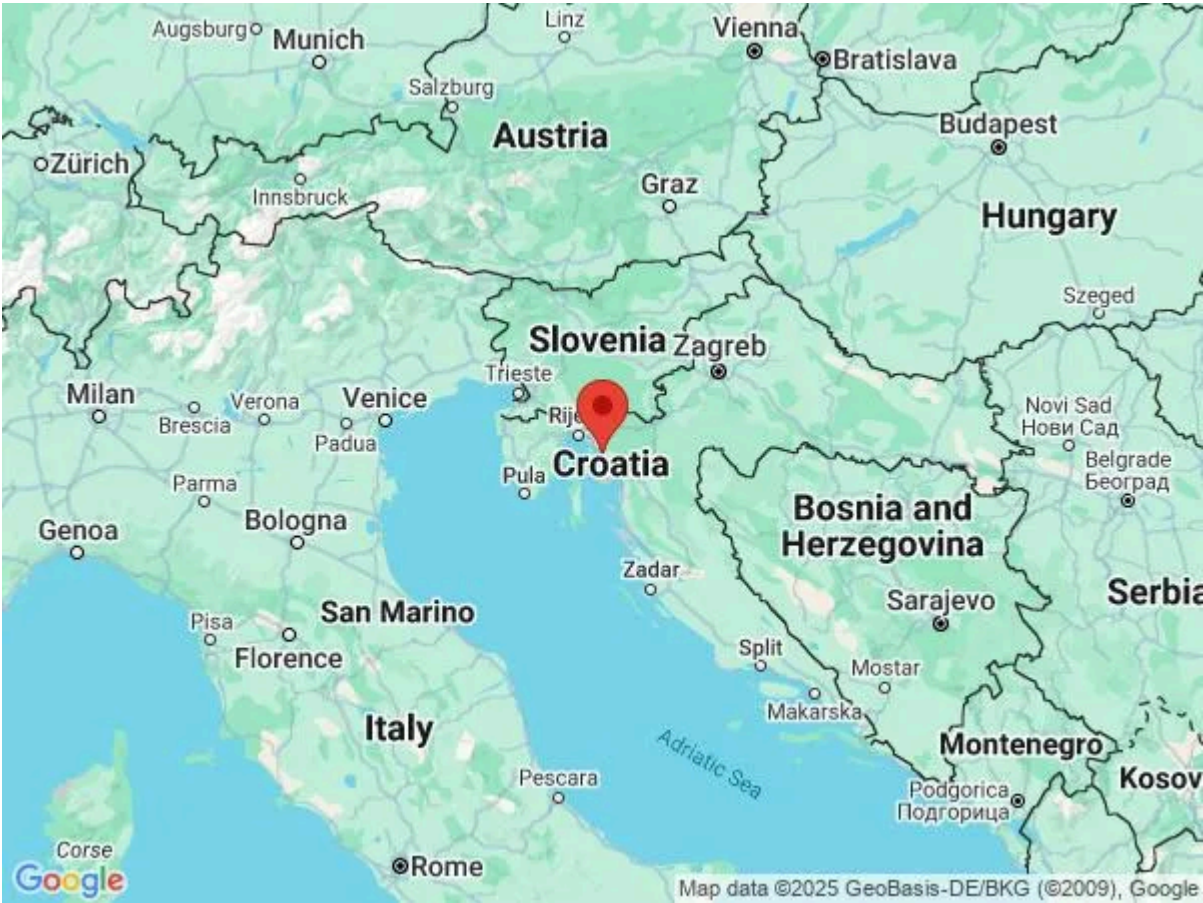 Augsburg
Munich
Linz
Vienna
Bratislava
Salzburg
Zürich
Austria
Budapest
Innsbruck
Graz
Hungary
Szeged
Slovenia
Zagreb
Trieste
Milan
Brescia
Verona
Padua
Venice
Rije
Novi Sad
Нови Сад
Pula
Croatia
Belgrade
Београд
Parma
Bologna
Genoa
Bosnia and
Herzegovina
Zadar
Serbia
Sarajevo
Pisa
San Marino
Florence
Split
Mostar
Makarska
Italy
Adriatic Sea
Montenegro
Pescara
Podgorica
Подгорица
Kosov
Corse
Rome
Google
Map data ©2025 GeoBasis-DE/BKG (©2009), Google